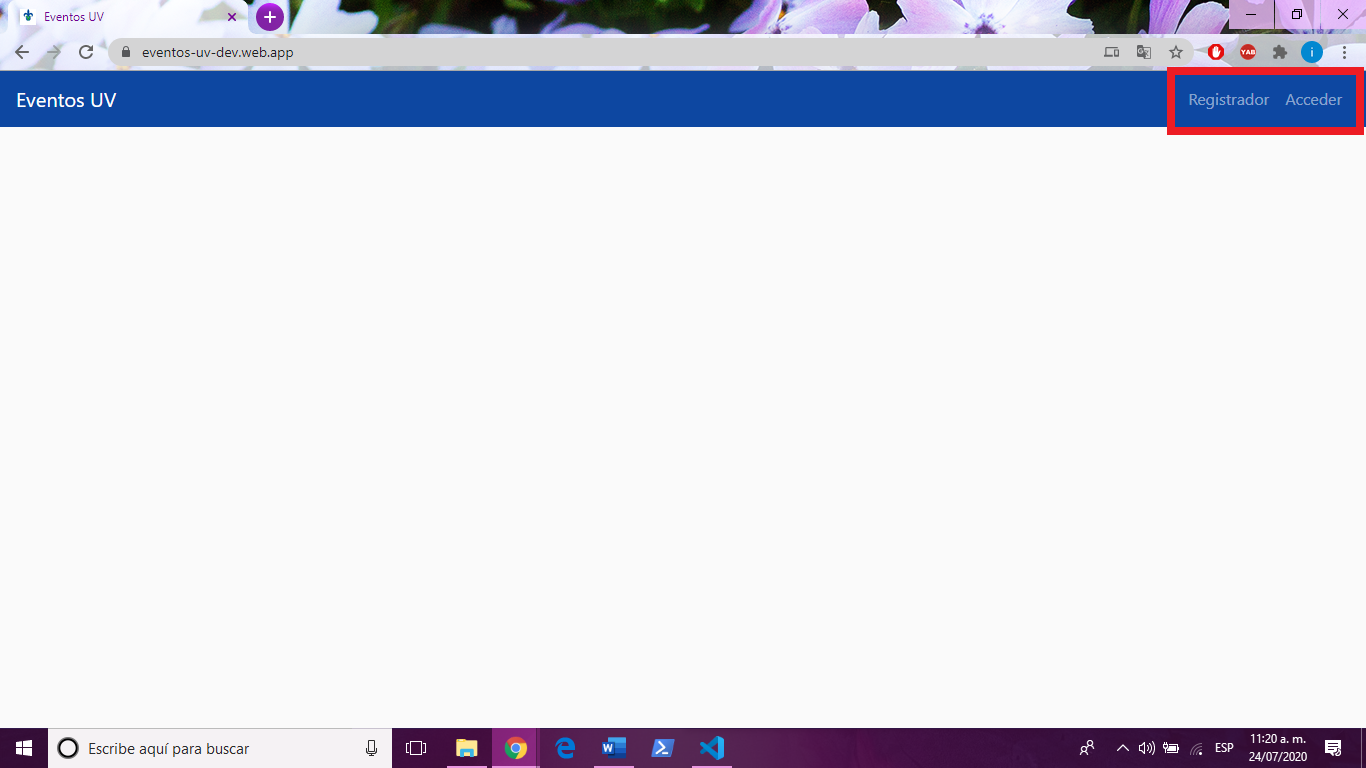 Eventos UV
eventos-uv-dev.web.app
YAB
i
Eventos UV
Registrador Acceder
Escribe aquí para buscar
ESP
11:20 a. m.
24/07/2020